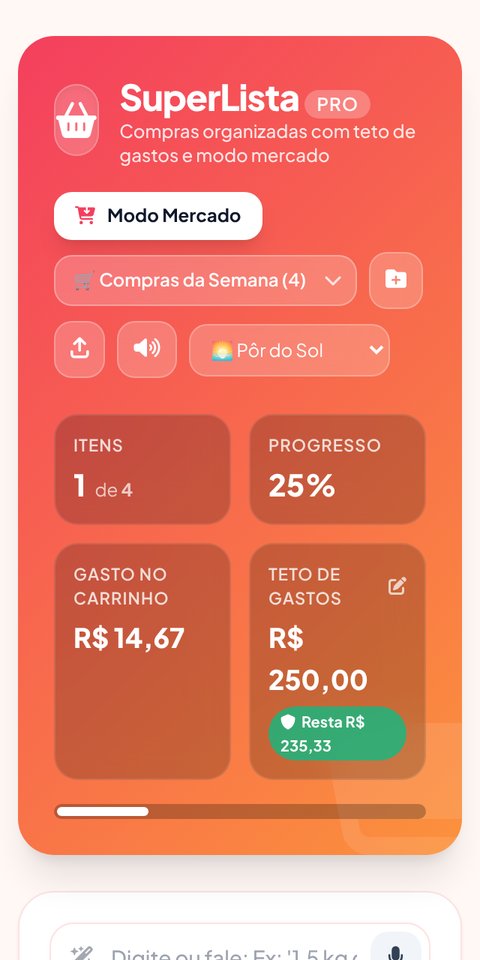 SuperLista PRO
Compras organizadas com teto de
gastos e modo mercado
Modo Mercado
Compras da Semana (4)
Pôr do Sol
ITENS
1 de 4
PROGRESSO
25%
GASTO NO
CARRINHO
R$ 14,67
TETO DE
GASTOS
R$
250,00
Resta R$
235,33
Digite ou fale: Ex: '1.5 kg